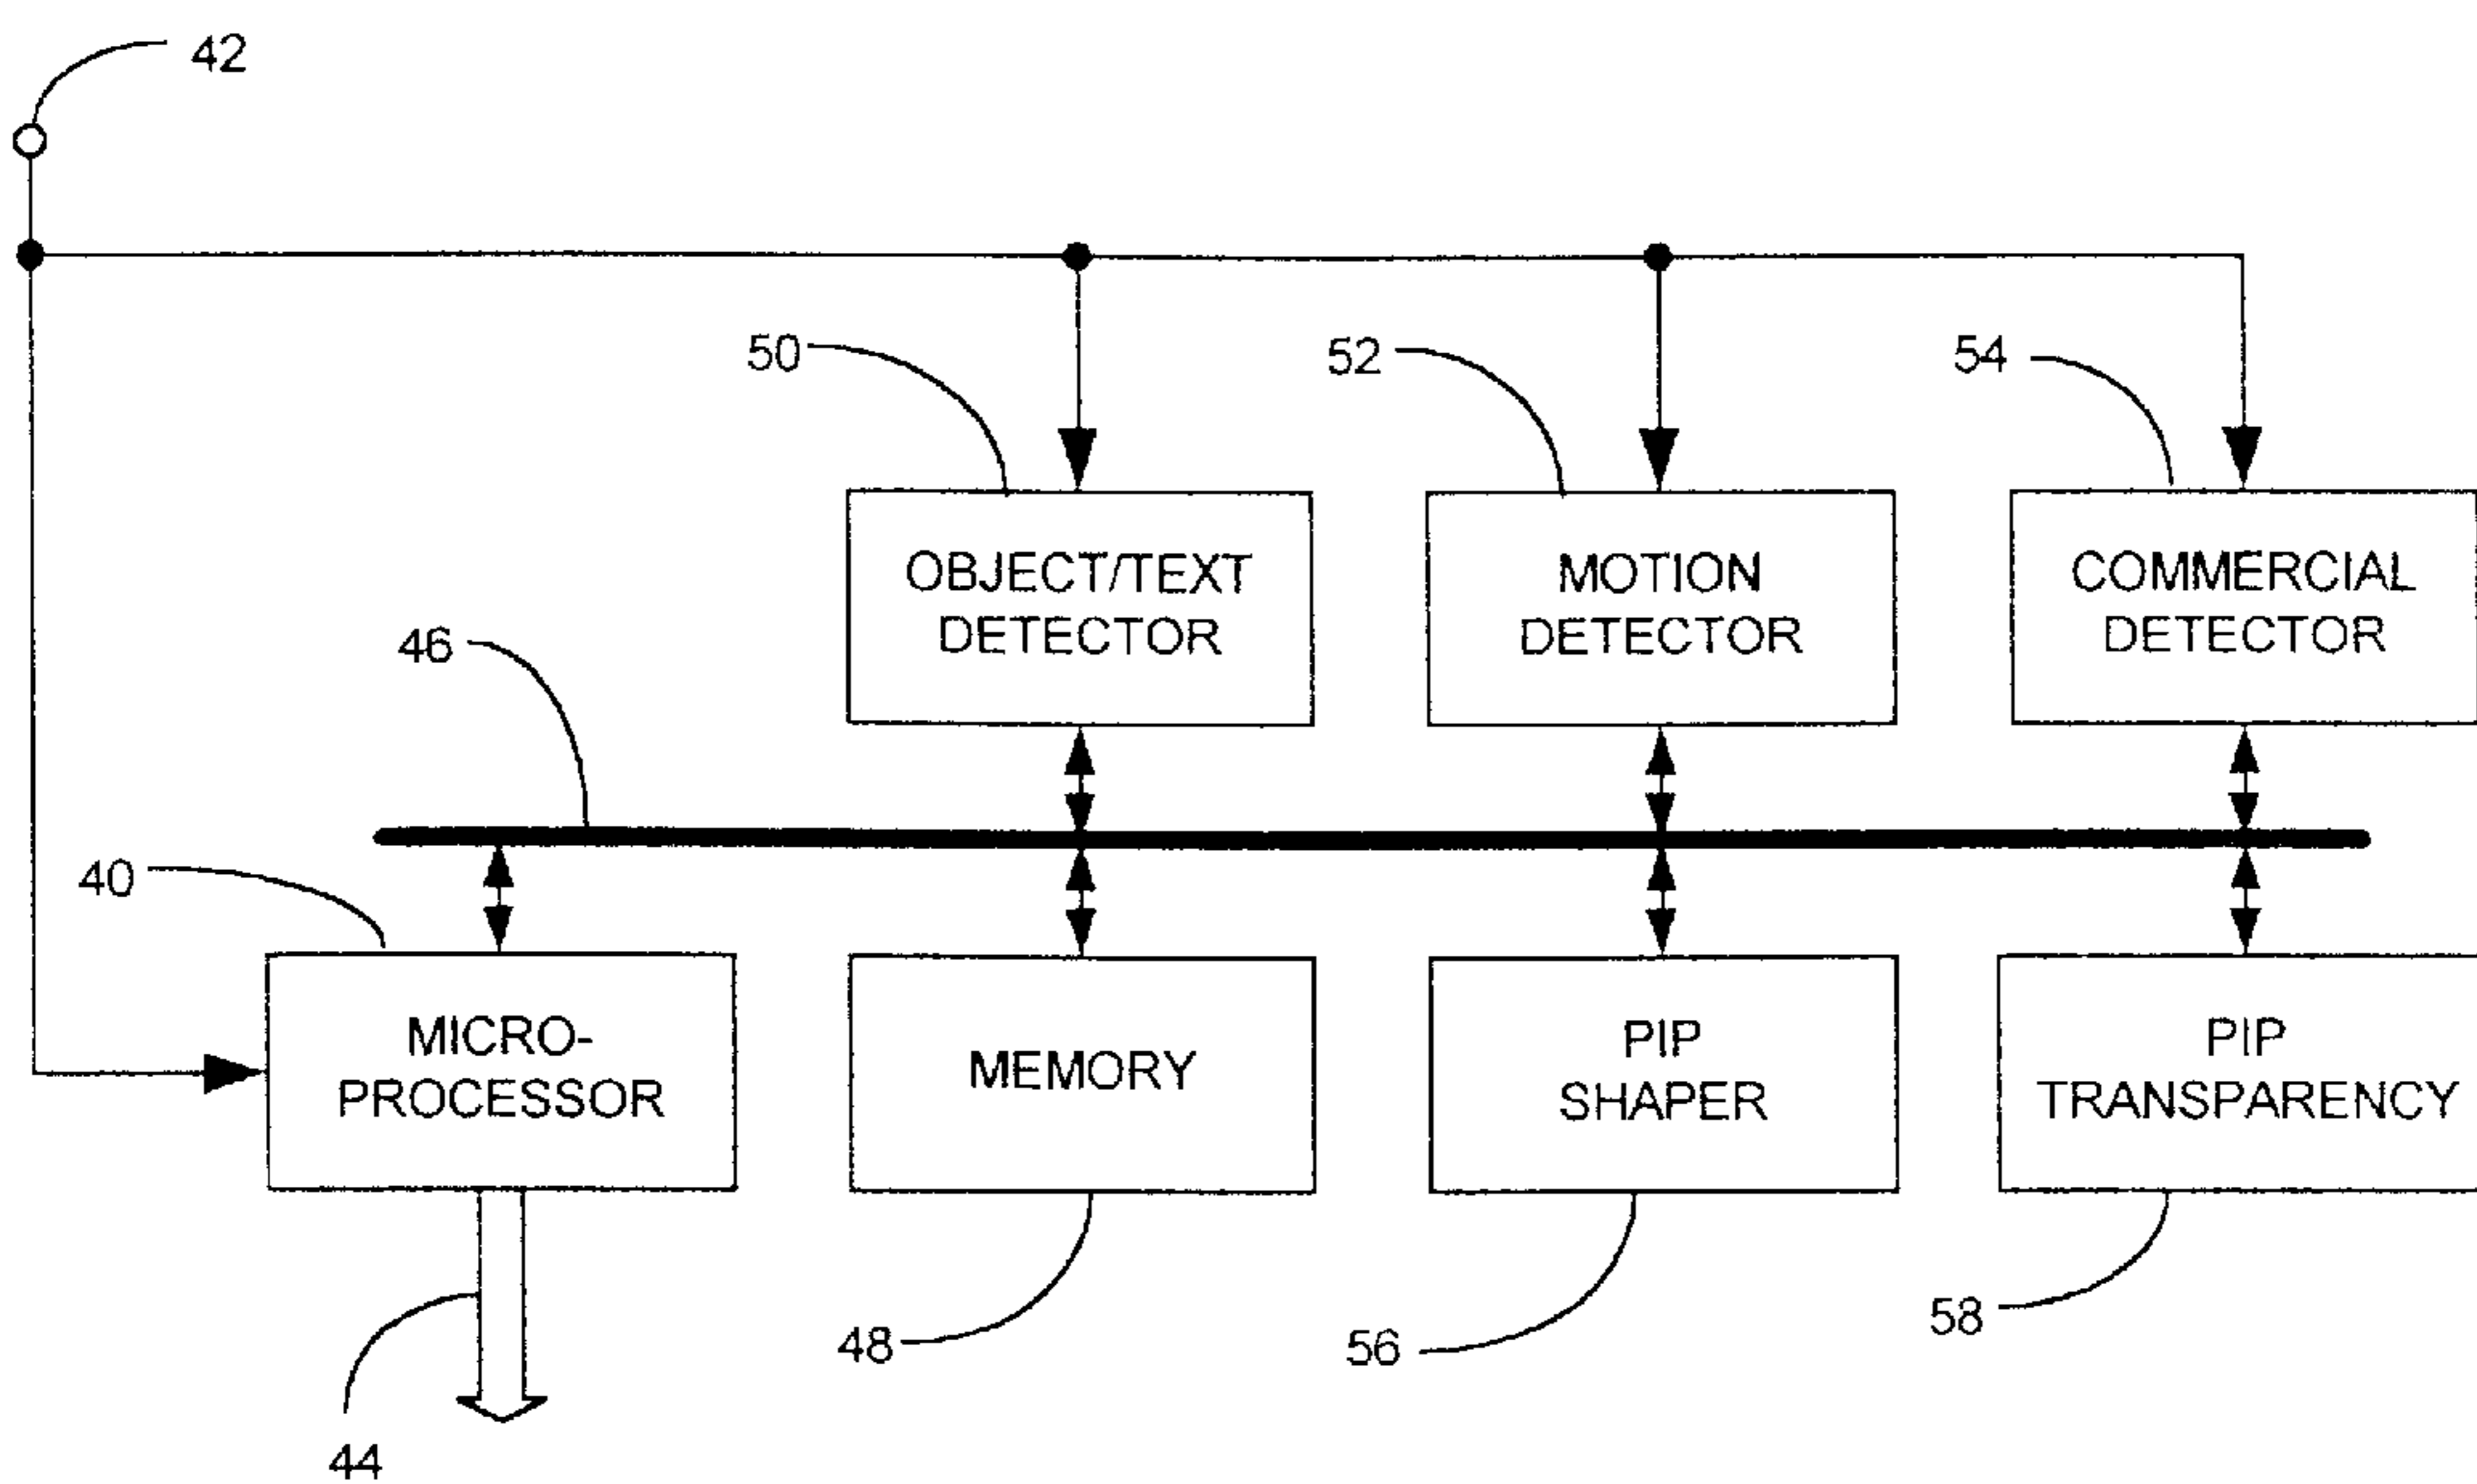 42
50
52
54
OBJECT/TEXT
DETECTOR
MOTION
DETECTOR
COMMERCIAL
DETECTOR
46
40
MICRO-
PROCESSOR
MEMORY
PIP
SHAPER
PIP
TRANSPARENCY
44
48
56
58